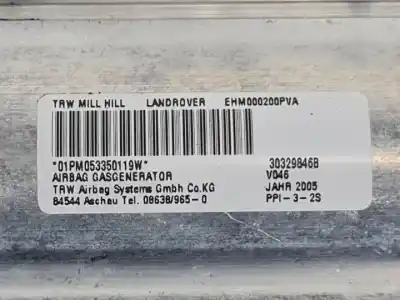 TRW MILL HILL LANDROVER EHM000200PVA
*01PM053350119W* 30329846B
AIRBAG GASGENERATOR V046
TRW Airbag Systems Gmbh Co.KG JAHR 2005
84544 Aschau Tel. 08638/965-0 PPI-3-2S